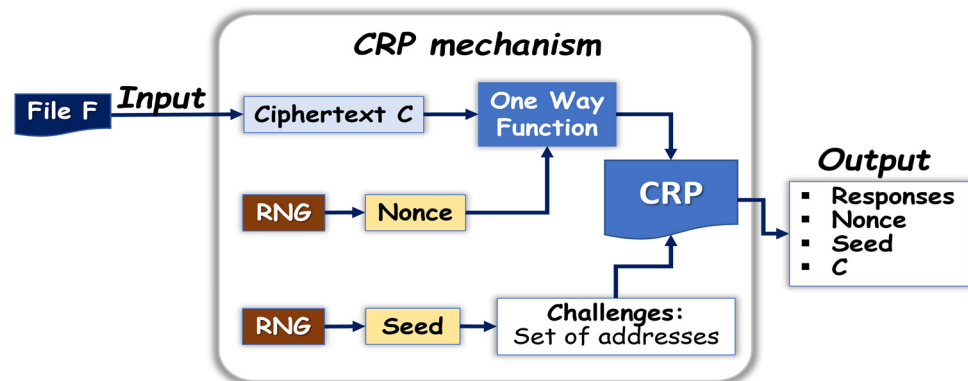 CRP mechanism
File F
Input
Ciphertext C
One Way
Function
RNG
Nonce
CRP
Output
▪ Responses
▪ Nonce
▪ Seed
▪ C
RNG
Seed
Challenges:
Set of addresses